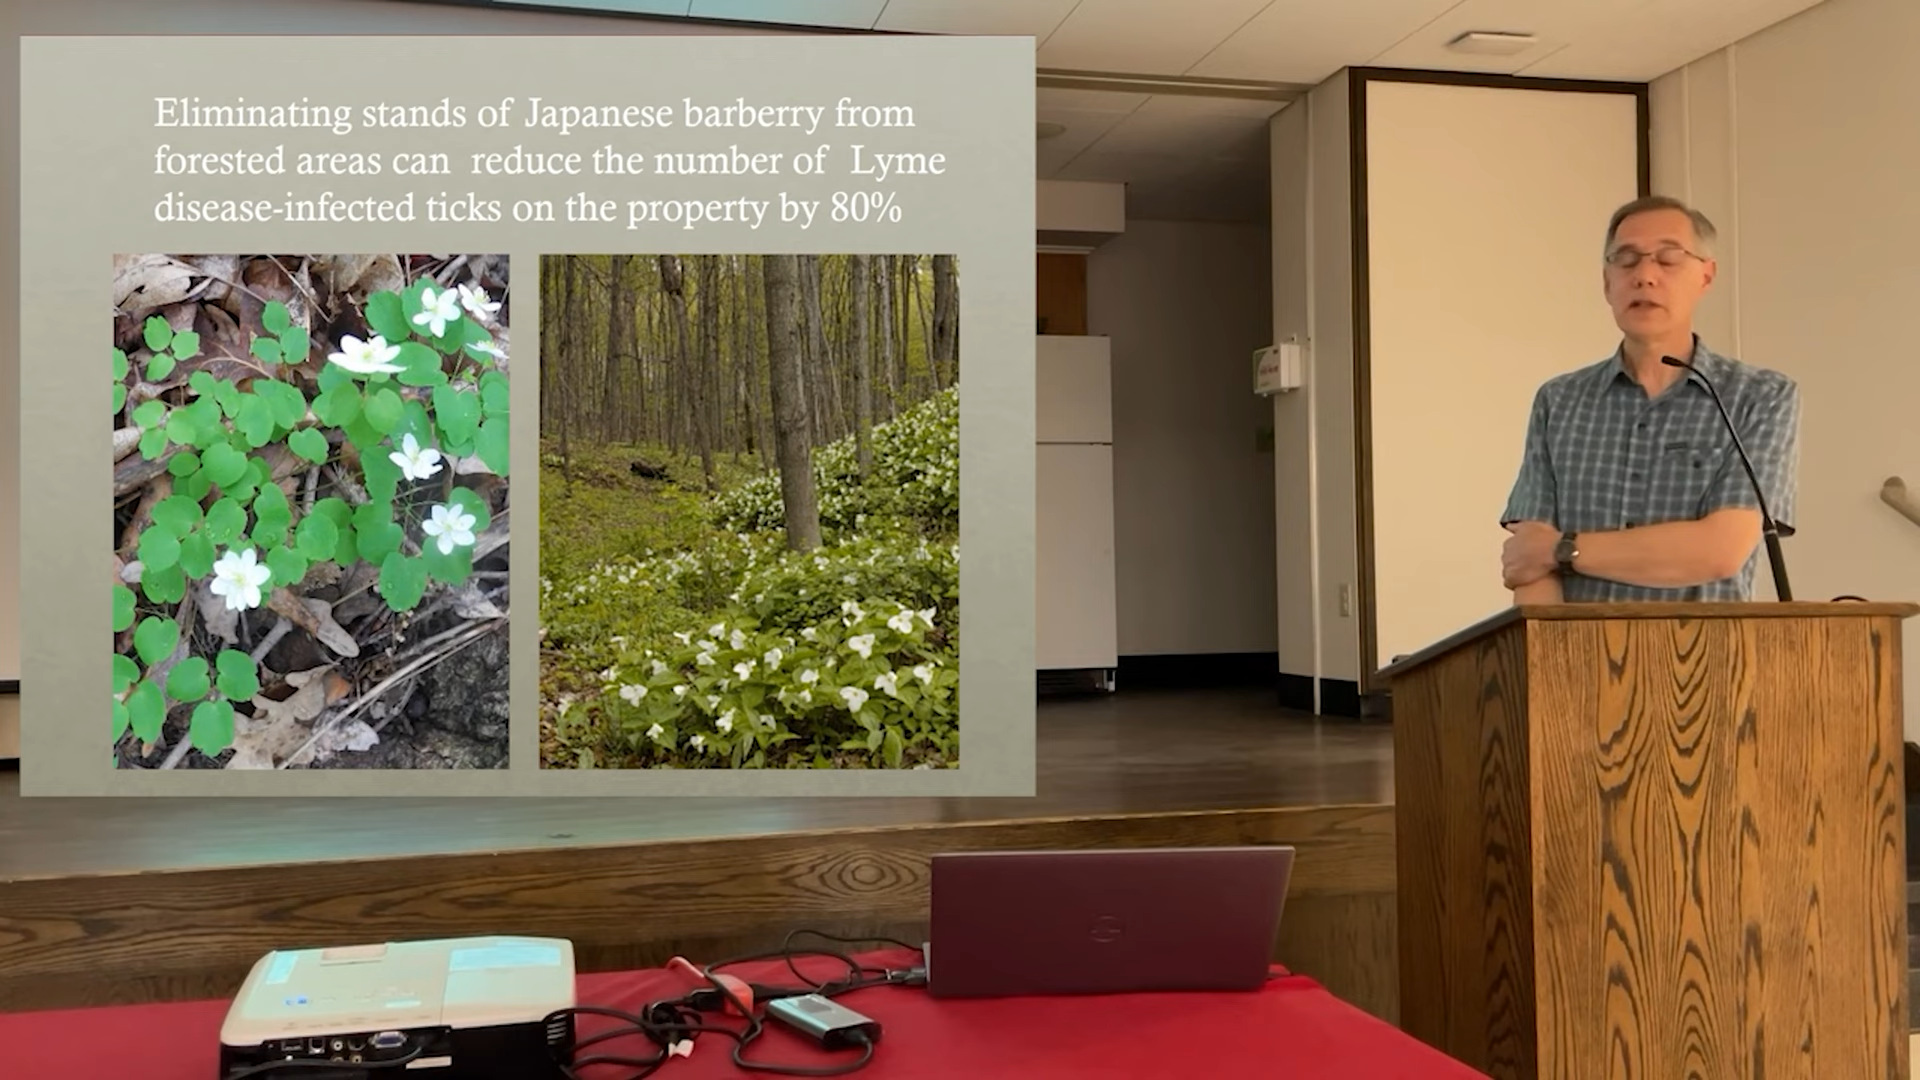 Eliminating stands of Japanese barberry from
forested areas can reduce the number of Lyme
disease-infected ticks on the property by 80%